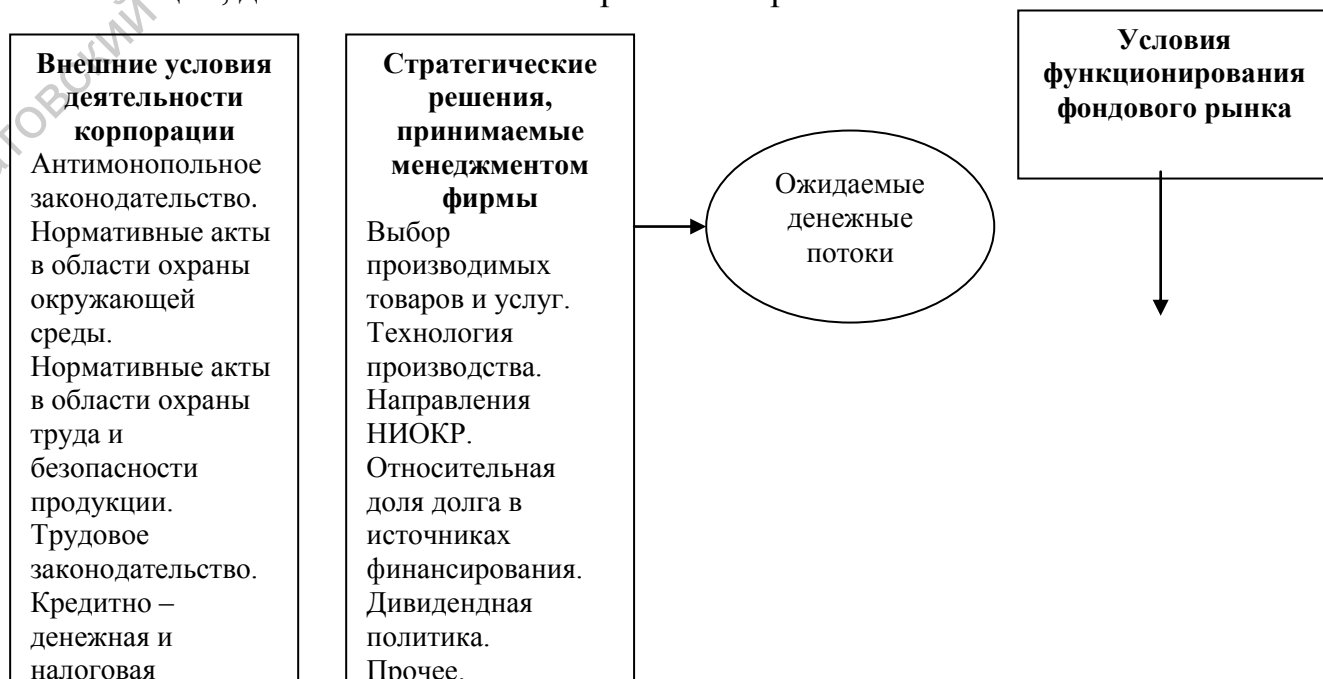 Внешние условия
деятельности
корпорации
Антимонопольное
законодательство.
Нормативные акты
в области охраны
окружающей
среды.
Нормативные акты
в области охраны
труда и
безопасности
продукции.
Трудовое
законодательство.
Кредитно –
денежная и
налоговая
Стратегические
решения,
принимаемые
менеджментом
фирмы
Выбор
производимых
товаров и услуг.
Технология
производства.
Направления
НИОКР.
Относительная
доля долга в
источниках
финансирования.
Дивидендная
политика.
Прочее.
Ожидаемые
денежные
потоки
Условия
функционирования
фондового рынка